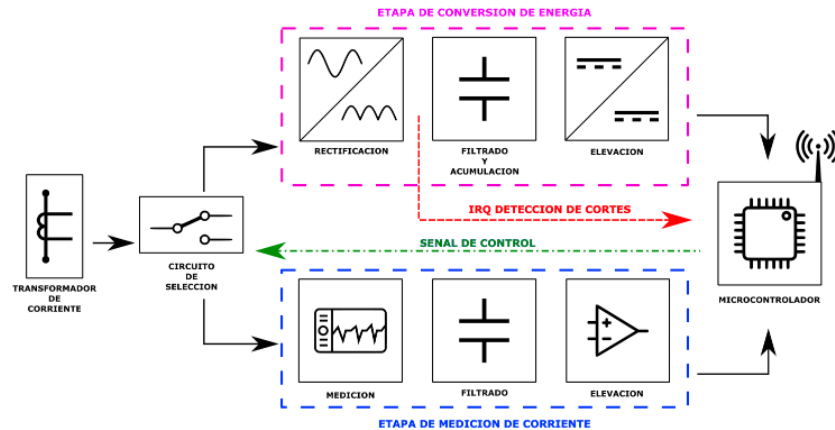 ETAPA DE CONVERSION DE ENERGIA
RECTIFICACION
FILTRADO
Y
ACUMULACION
ELEVACION
IRQ DETECCION DE CORTES
SENAL DE CONTROL
TRANSFORMADOR
DE
CORRIENTE
CIRCUITO
DE
SELECCION
MICROCONTROLADOR
MEDICION
FILTRADO
ELEVACION
ETAPA DE MEDICION DE CORRIENTE